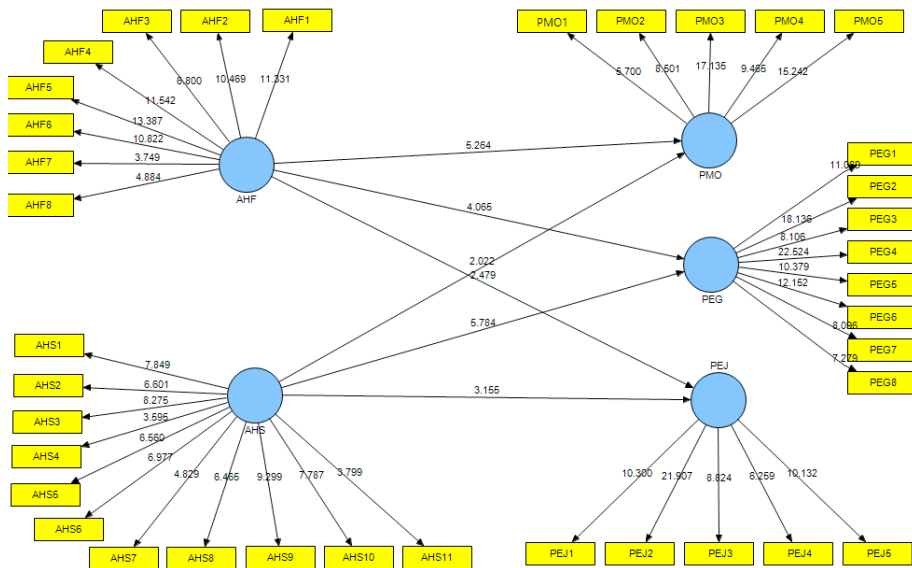 AHF3
AHF2
AHF1
AHF4
AHF5
AHF6
AHF7
AHF8
6.800
10.469
11.331
11.542
13.387
10.822
3.749
4.884
AHF
PMO1
PMO2
PMO3
PMO4
PMO5
5.700
8.501
17.135
9.465
15.242
PMO
5.264
4.065
2.022
2.479
5.784
3.155
PEG1
PEG2
PEG3
PEG4
PEG5
PEG6
PEG7
PEG8
11.069
18.136
8.106
22.524
10.379
12.152
8.096
7.279
PEG
AHS1
AHS2
AHS3
AHS4
AHS5
AHS6
AHS7
AHS8
AHS9
AHS10
AHS11
7.849
6.601
8.275
3.595
6.560
6.977
4.829
6.465
9.299
7.787
3.799
AHS
PEJ
10.300
21.907
8.824
6.259
10.132
PEJ1
PEJ2
PEJ3
PEJ4
PEJ5